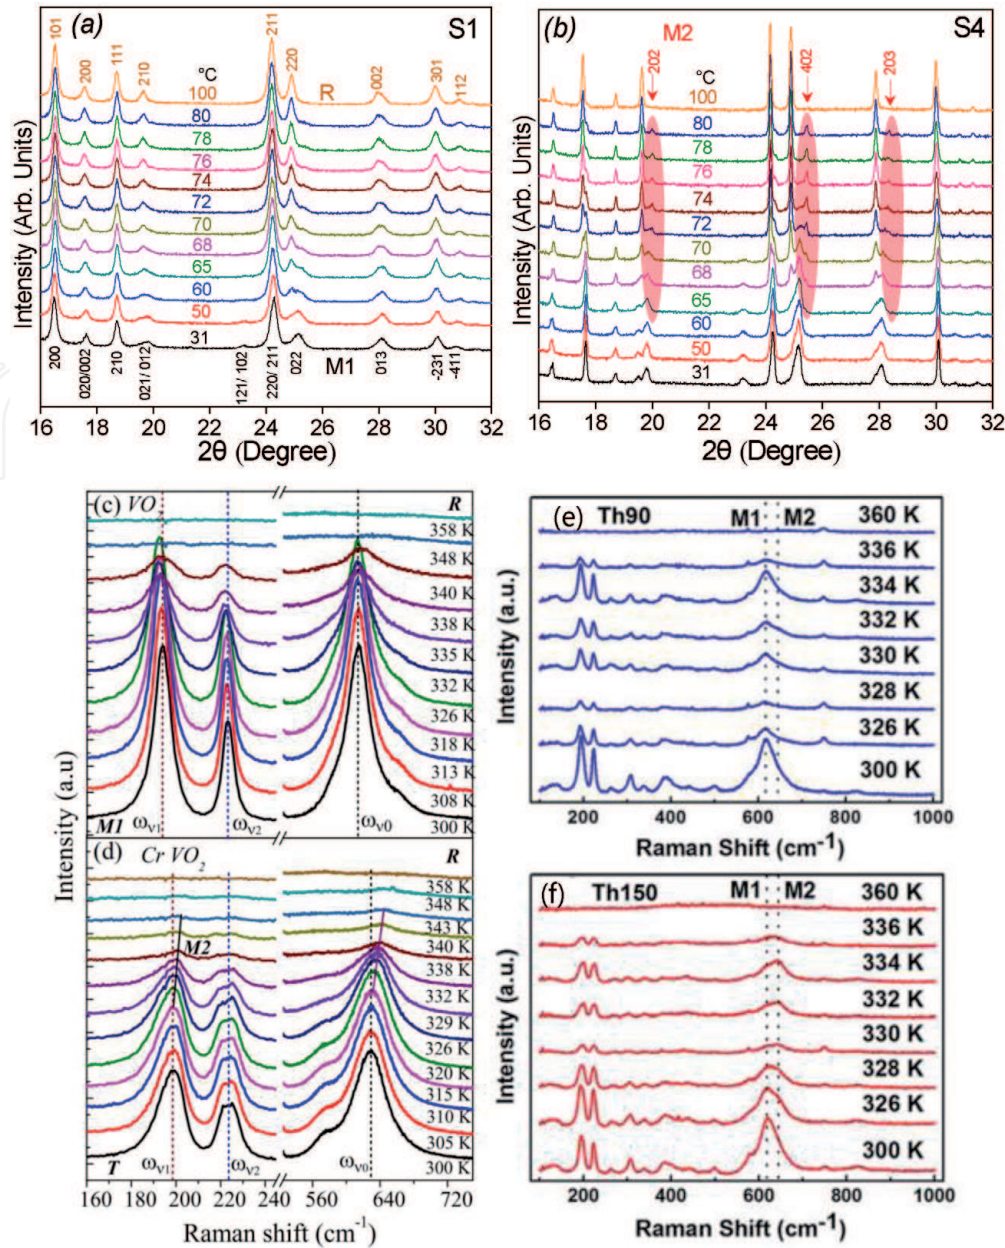 (a)
S1
101
200
111
210
211
220
002
301
112
°C
R
100
80
78
76
74
72
70
68
65
60
50
31
M1
200
020/002
210
021/ 012
121/ 102
220/ 211
022
013
-231
-411
Intensity (Arb. Units)
16 18 20 22 24 26 28 30 32
2θ (Degree)
(b)
M2
S4
202
402
203
°C
100
80
78
76
74
72
70
68
65
60
50
31
Intensity (Arb. Units)
16 18 20 22 24 26 28 30 32
2θ (Degree)
(c) VO2
R
358 K
348 K
340 K
338 K
335 K
332 K
326 K
318 K
313 K
308 K
300 K
M1 ωV1 ωV2 ωV0
(d) Cr VO2
R
358 K
348 K
343 K
340 K
338 K
332 K
329 K
326 K
320 K
315 K
310 K
305 K
300 K
M2
T ωV1 ωV2 ωV0
Intensity (a.u)
160 200 240 560 640 720
Raman shift (cm-1)
(e)
Th90 M1 M2 360 K
336 K
334 K
332 K
330 K
328 K
326 K
300 K
Intensity (a.u.)
200 400 600 800 1000
Raman Shift (cm-1)
(f)
Th150 M1 M2 360 K
336 K
334 K
332 K
330 K
328 K
326 K
300 K
Intensity (a.u.)
200 400 600 800 1000
Raman Shift (cm-1)